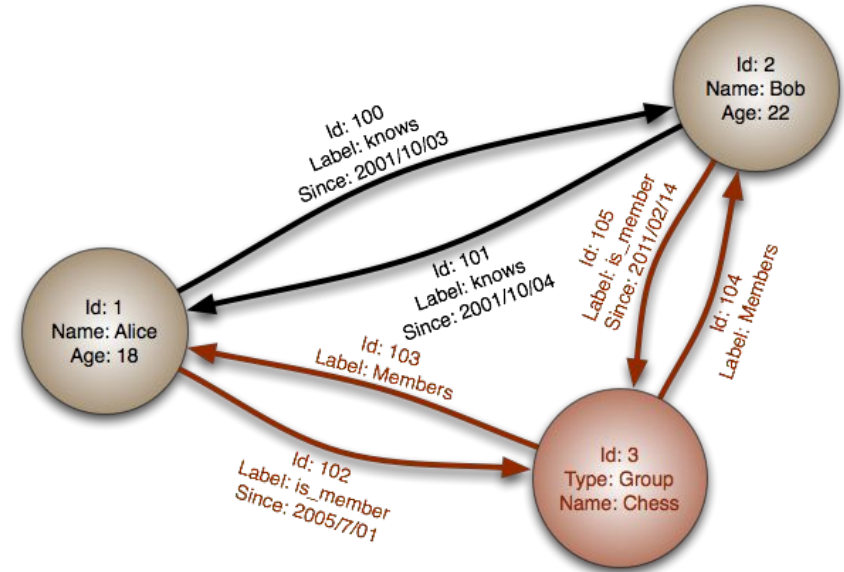 Id: 2
Name: Bob
Age: 22
Id: 100
Label: knows
Since: 2001/10/03
Id: 101
Label: knows
Since: 2001/10/04
Id: 105
Label: is_member
Since: 2011/02/14
Id: 104
Label: Members
Id: 1
Name: Alice
Age: 18
Id: 103
Label: Members
Id: 102
Label: is_member
Since: 2005/7/01
Id: 3
Type: Group
Name: Chess